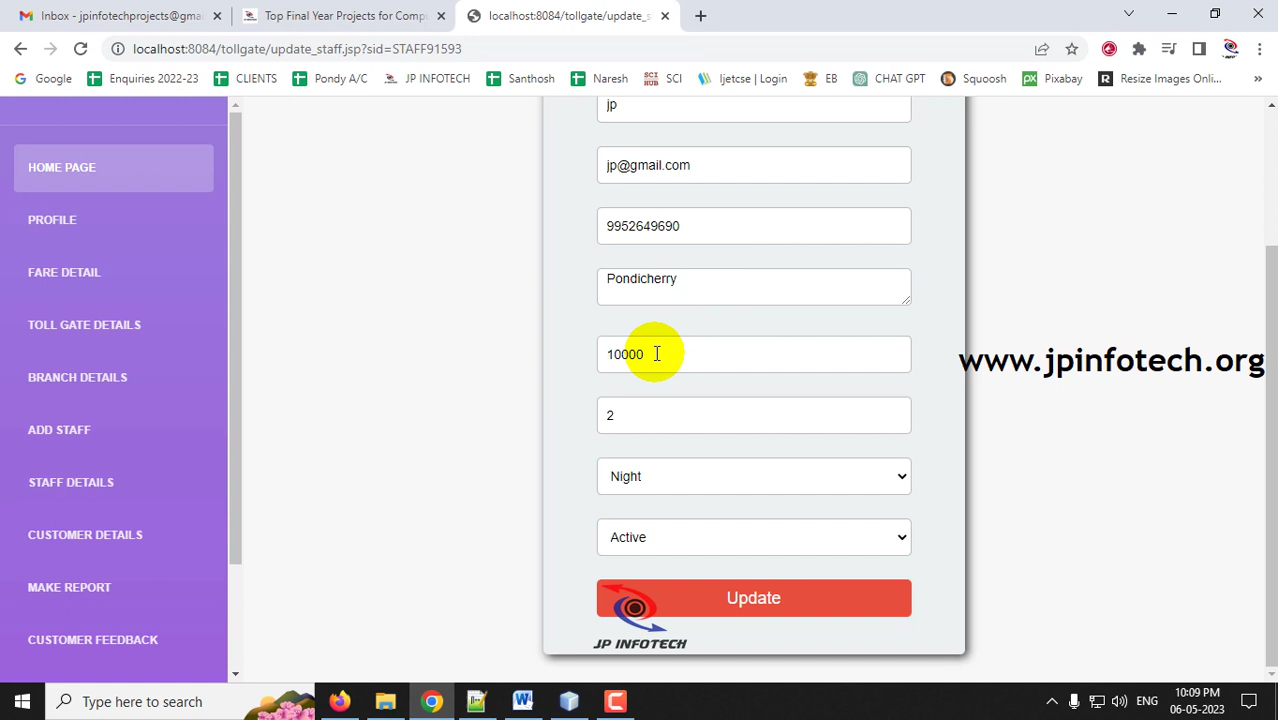 Inbox - jpinfotechprojects@gma
Top Final Year Projects for Comp
localhost:8084/tollgate/update_s
localhost:8084/tollgate/update_staff.jsp?sid=STAFF91593
Google
Enquiries 2022-23
CLIENTS
Pondy A/C
JP INFOTECH
Santhosh
Naresh
SCI HUB SCI
Ijetcse | Login
EB
CHAT GPT
Squoosh
px Pixabay
R Resize Images Onli...
»
HOME PAGE
PROFILE
FARE DETAIL
TOLL GATE DETAILS
BRANCH DETAILS
ADD STAFF
STAFF DETAILS
CUSTOMER DETAILS
MAKE REPORT
CUSTOMER FEEDBACK
jp
jp@gmail.com
9952649690
Pondicherry
10000
2
Night
Active
Update
JP INFOTECH
www.jpinfotech.org
Type here to search
ENG
10:09 PM
06-05-2023